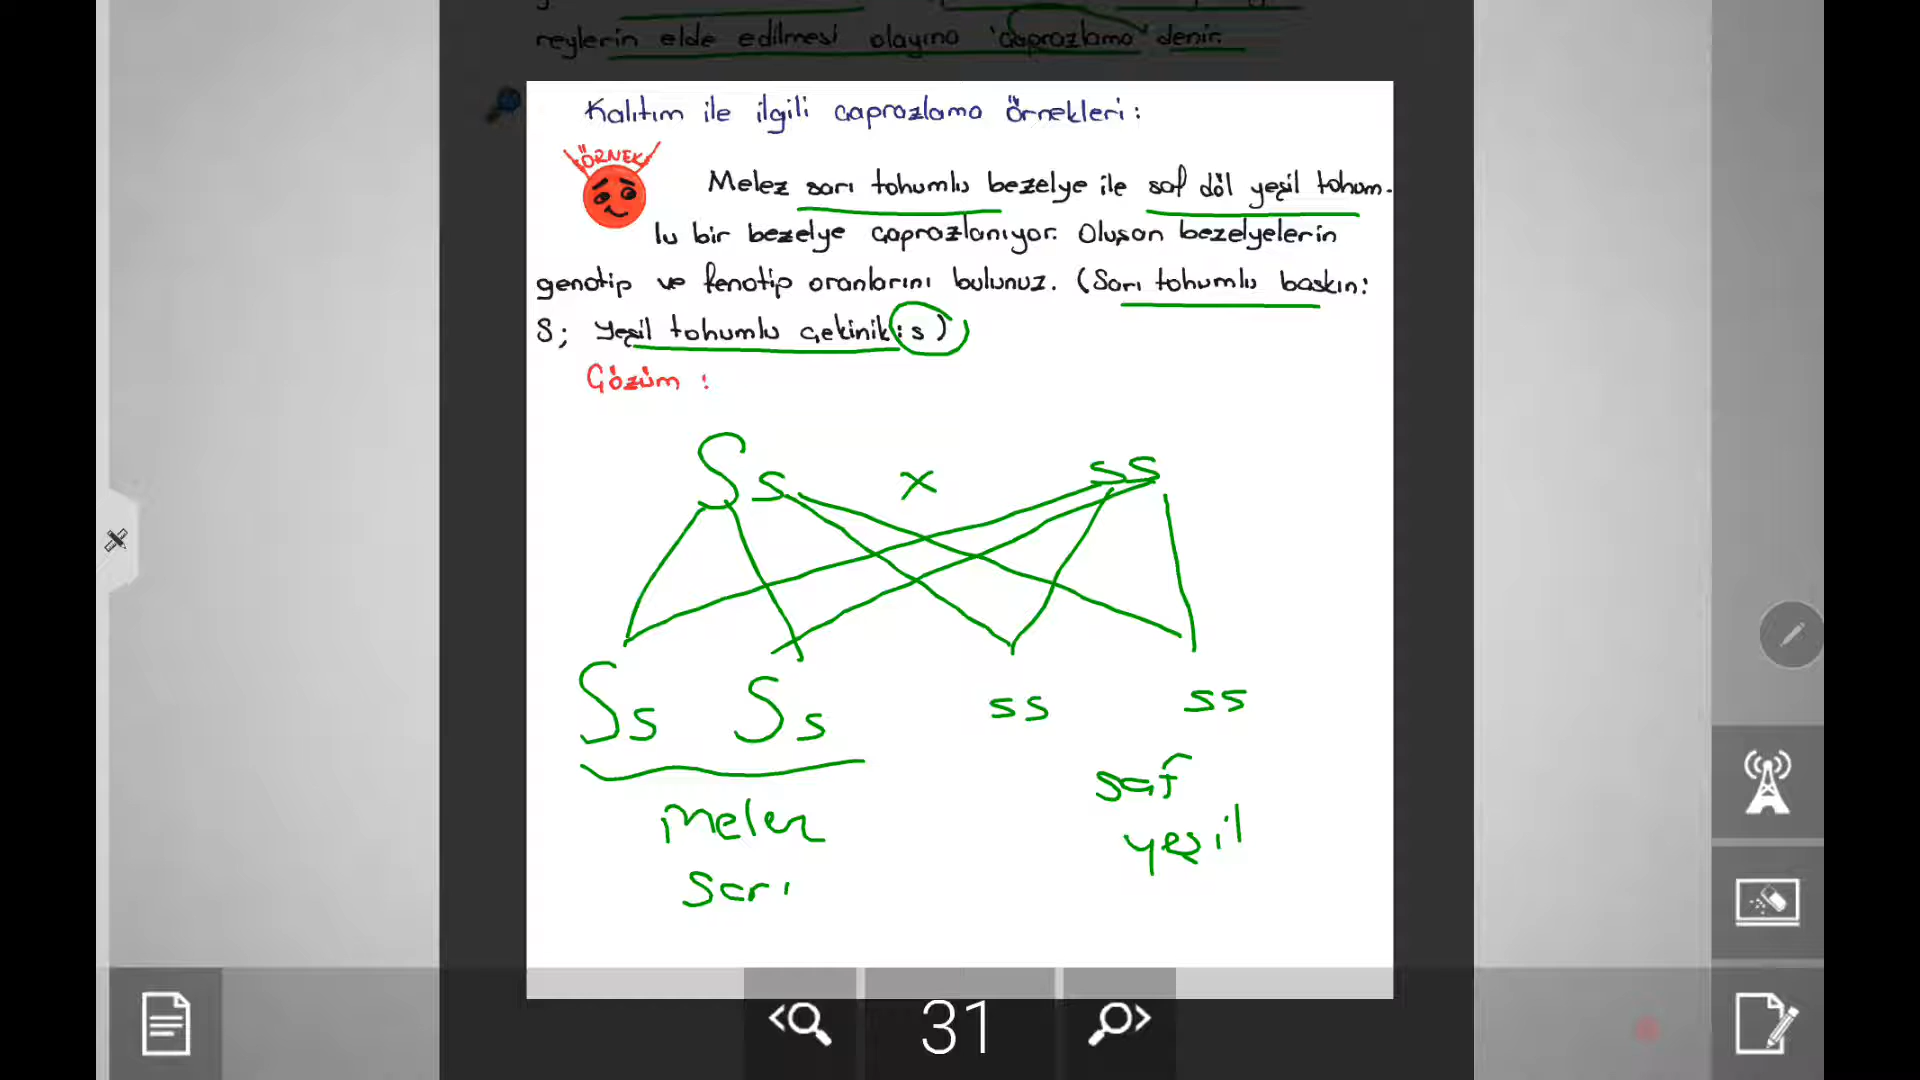 reylerin elde edilmesi olayına 'çaprazlama' denir.
Kalıtım ile ilgili çaprazlama örnekleri:
ÖRNEK
Melez sarı tohumlu bezelye ile saf döl yeşil tohum-
lu bir bezelye çaprazlanıyor. Oluşan bezelyelerin
genotip ve fenotip oranlarını bulunuz. (Sarı tohumlu baskın:
S; Yeşil tohumlu çekinik: s)
Çözüm :
Ss x ss
Ss Ss ss ss
melez saf
sarı yeşil
31